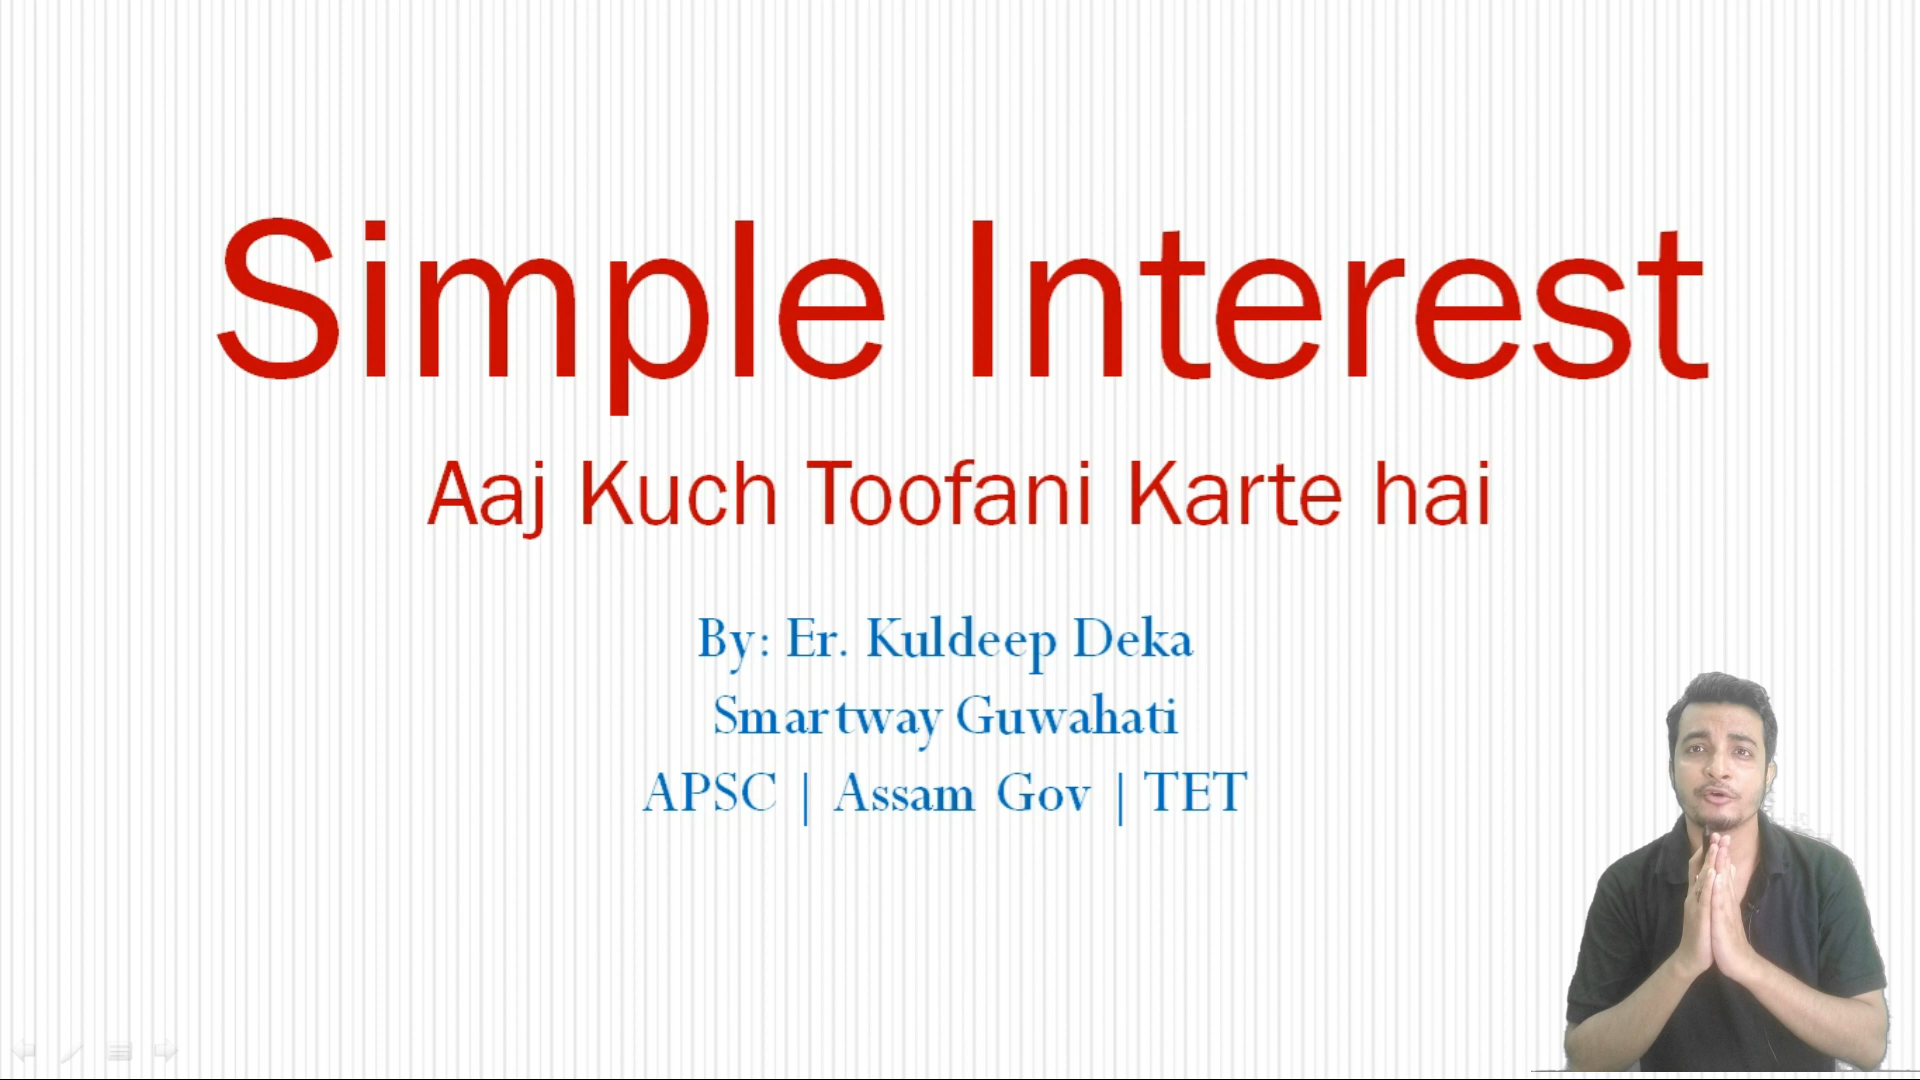 Simple Interest
Aaj Kuch Toofani Karte hai
By: Er. Kuldeep Deka
Smartway Guwahati
APSC | Assam Gov | TET